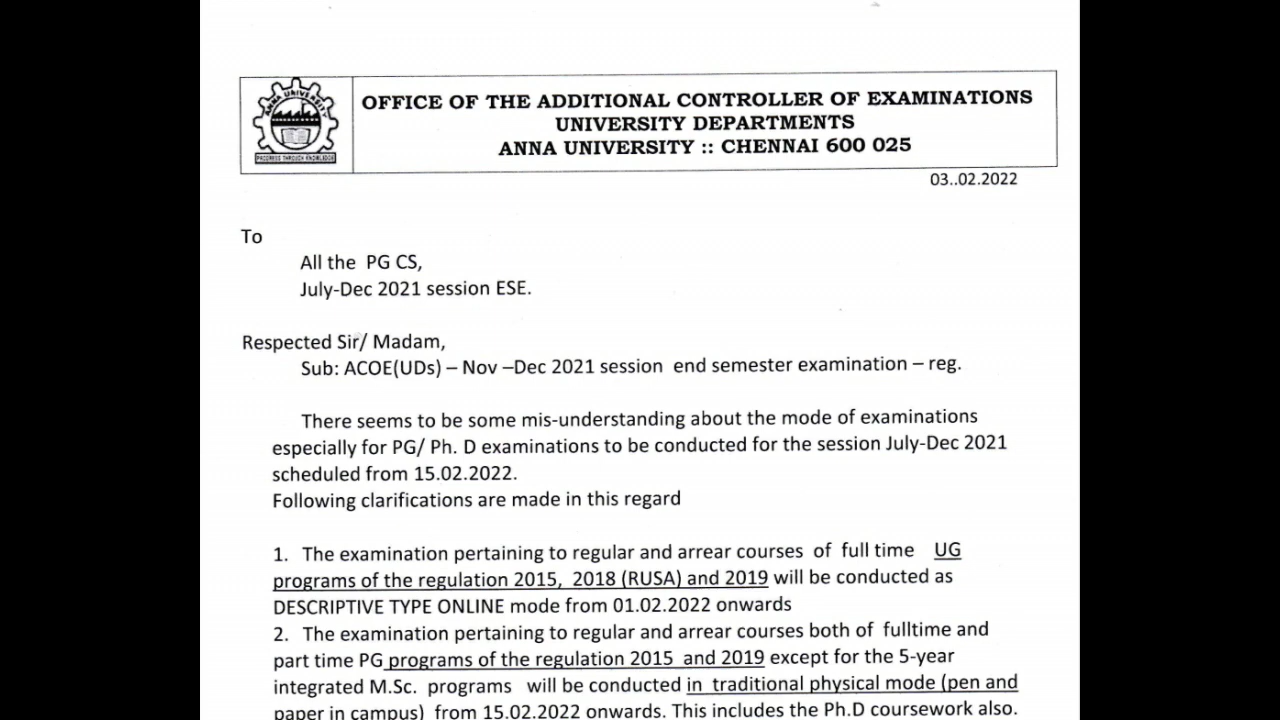 ANNA UNIVERSITY
PROGRESS THROUGH KNOWLEDGE
OFFICE OF THE ADDITIONAL CONTROLLER OF EXAMINATIONS
UNIVERSITY DEPARTMENTS
ANNA UNIVERSITY :: CHENNAI 600 025
03..02.2022
To
All the PG CS,
July-Dec 2021 session ESE.
Respected Sir/ Madam,
Sub: ACOE(UDs) – Nov –Dec 2021 session end semester examination – reg.
There seems to be some mis-understanding about the mode of examinations
especially for PG/ Ph. D examinations to be conducted for the session July-Dec 2021
scheduled from 15.02.2022.
Following clarifications are made in this regard
1. The examination pertaining to regular and arrear courses of full time UG
programs of the regulation 2015, 2018 (RUSA) and 2019 will be conducted as
DESCRIPTIVE TYPE ONLINE mode from 01.02.2022 onwards
2. The examination pertaining to regular and arrear courses both of fulltime and
part time PG programs of the regulation 2015 and 2019 except for the 5-year
integrated M.Sc. programs will be conducted in traditional physical mode (pen and
paper in campus) from 15.02.2022 onwards. This includes the Ph.D coursework also.